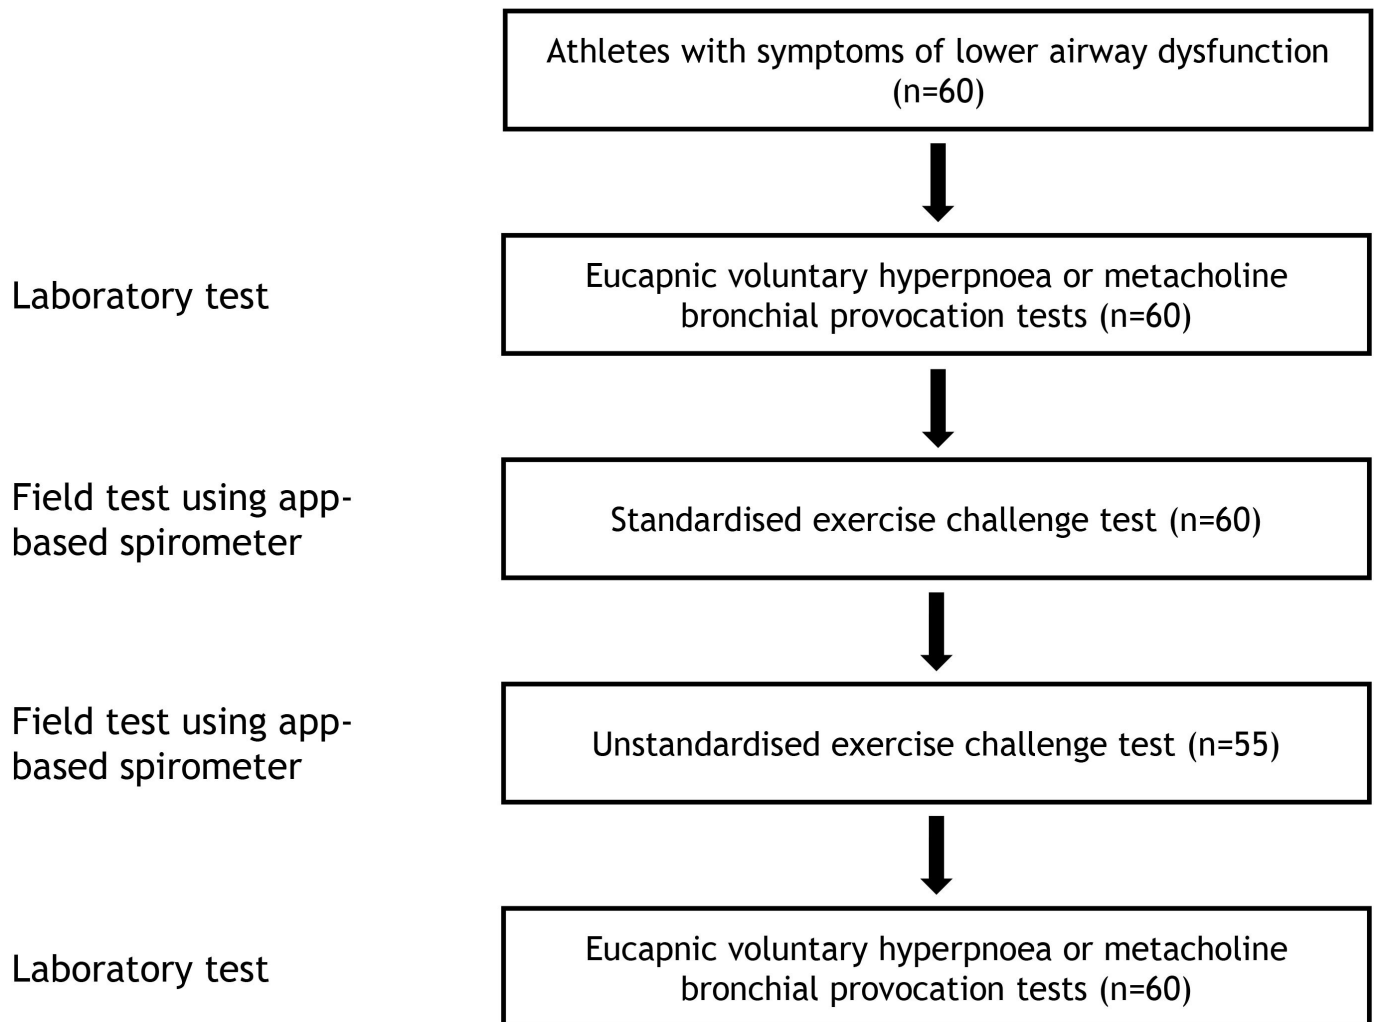 Athletes with symptoms of lower airway dysfunction
(n=60)
Laboratory test
Eucapnic voluntary hyperpnoea or metacholine
bronchial provocation tests (n=60)
Field test using app-
based spirometer
Standardised exercise challenge test (n=60)
Field test using app-
based spirometer
Unstandardised exercise challenge test (n=55)
Laboratory test
Eucapnic voluntary hyperpnoea or metacholine
bronchial provocation tests (n=60)